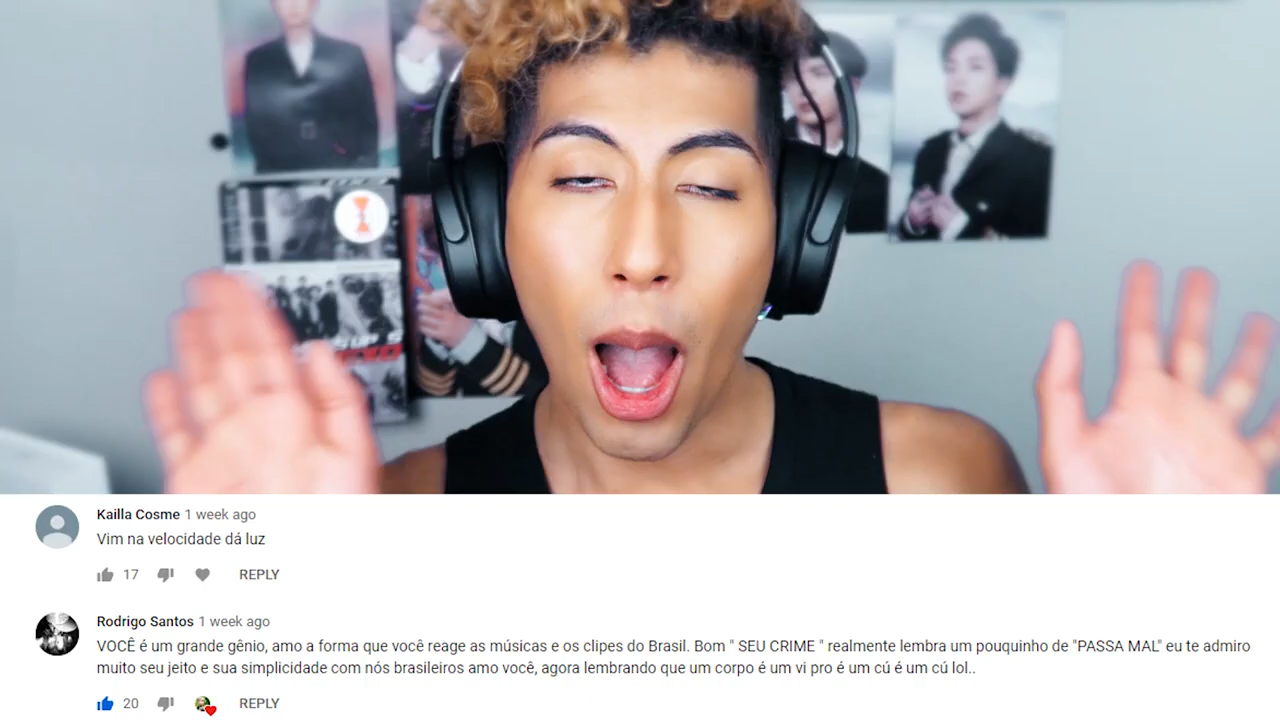 Kailla Cosme 1 week ago
Vim na velocidade dá luz
17 REPLY
Rodrigo Santos 1 week ago
VOCÊ é um grande gênio, amo a forma que você reage as músicas e os clipes do Brasil. Bom " SEU CRIME " realmente lembra um pouquinho de "PASSA MAL" eu te admiro
muito seu jeito e sua simplicidade com nós brasileiros amo você, agora lembrando que um corpo é um vi pro é um cú é um cú lol..
20 REPLY